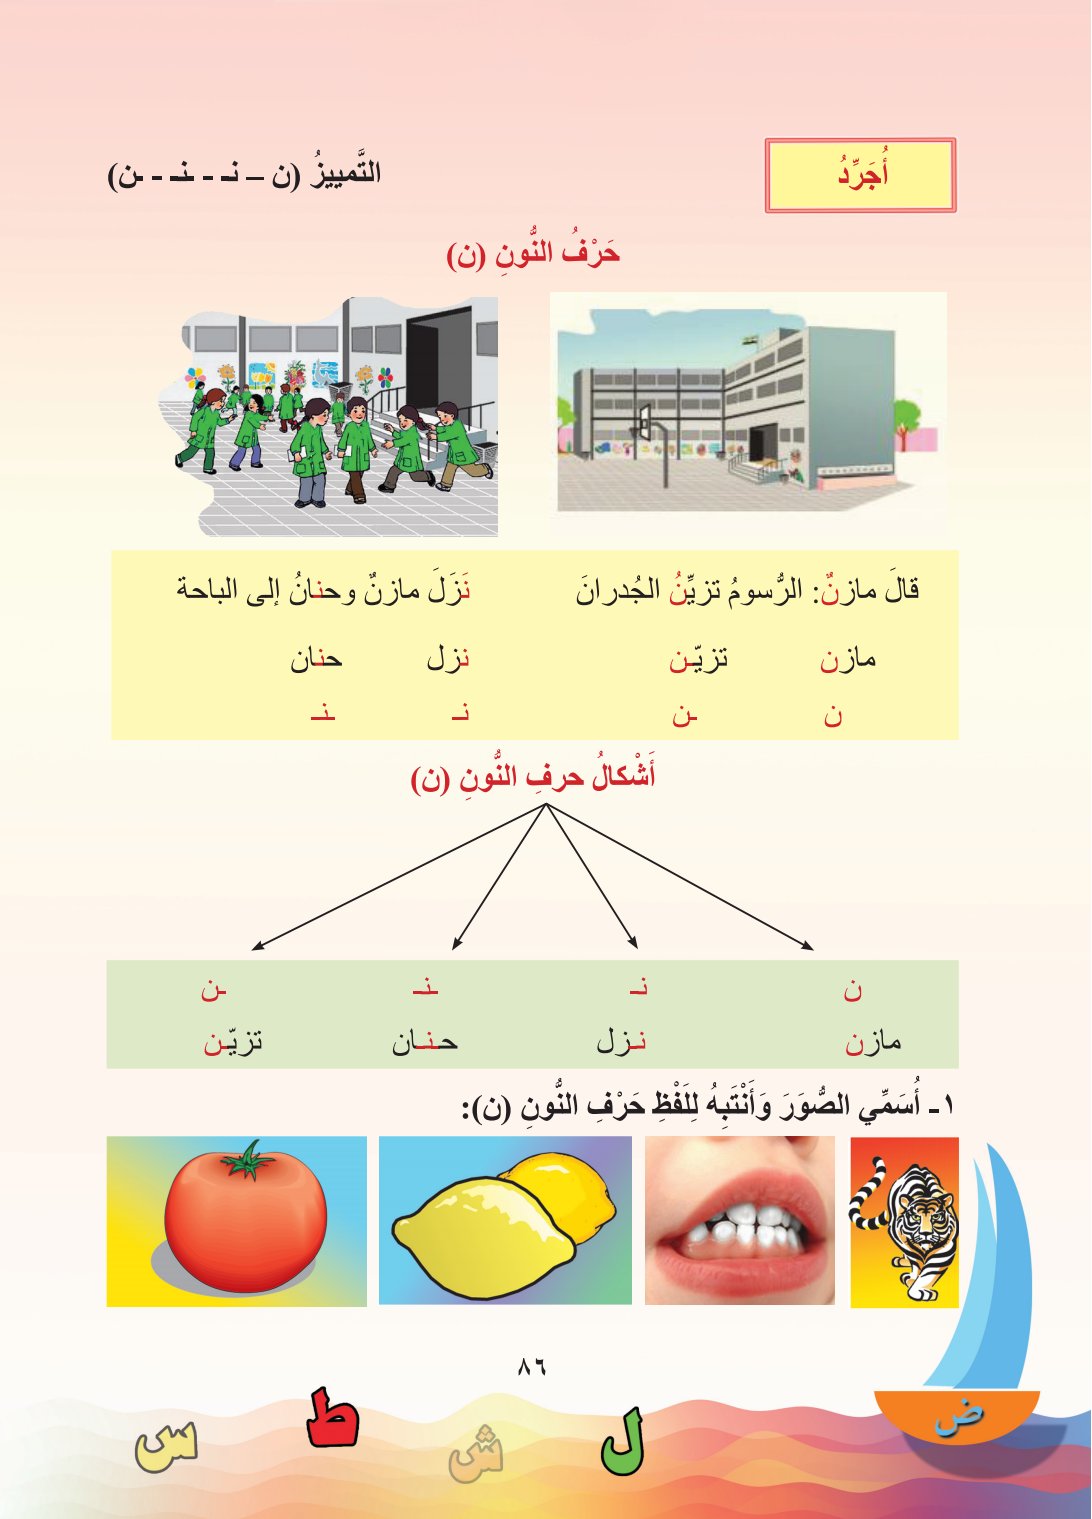 أُجَرِّدُ
التَّمييزُ (ن – نـ - ـنـ - ـن)
حَرْفُ النُّونِ (ن)
قالَ مازنٌ: الرُّسومُ تزيِّنُ الجُدرانَ
نَزَلَ مازنٌ وحنانُ إلى الباحة
مازن تزيّـن نزل حنان
ن ـن نـ ـنـ
أَشْكالُ حرفِ النُّونِ (ن)
ن نـ ـنـ ـن
مازن نـزل حـنـان تزيّـن
١- أُسَمِّي الصُّوَرَ وَأَنْتَبِهُ لِلَفْظِ حَرْفِ النُّونِ (ن):
٨٦
ض ل ش ط س